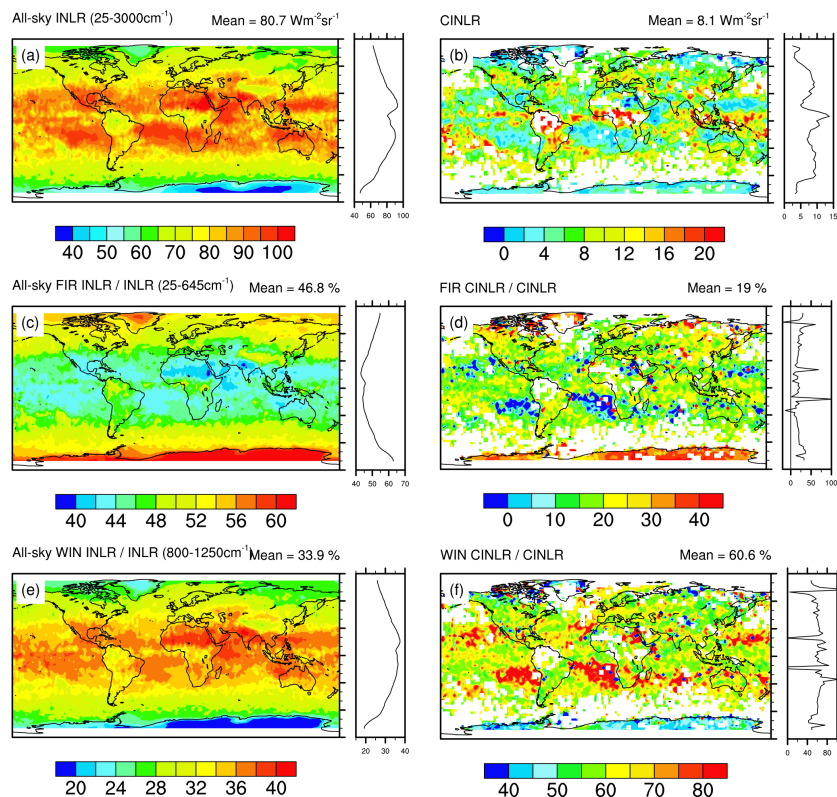 All-sky INLR (25-3000cm⁻¹) Mean = 80.7 Wm⁻²sr⁻¹
(a)
40 60 80 100
40 50 60 70 80 90 100
CINLR Mean = 8.1 Wm⁻²sr⁻¹
(b)
0 5 10 15
0 4 8 12 16 20
All-sky FIR INLR / INLR (25-645cm⁻¹) Mean = 46.8 %
(c)
40 50 60 70
40 44 48 52 56 60
FIR CINLR / CINLR Mean = 19 %
(d)
0 50 100
0 10 20 30 40
All-sky WIN INLR / INLR (800-1250cm⁻¹) Mean = 33.9 %
(e)
20 30 40
20 24 28 32 36 40
WIN CINLR / CINLR Mean = 60.6 %
(f)
0 40 80
40 50 60 70 80